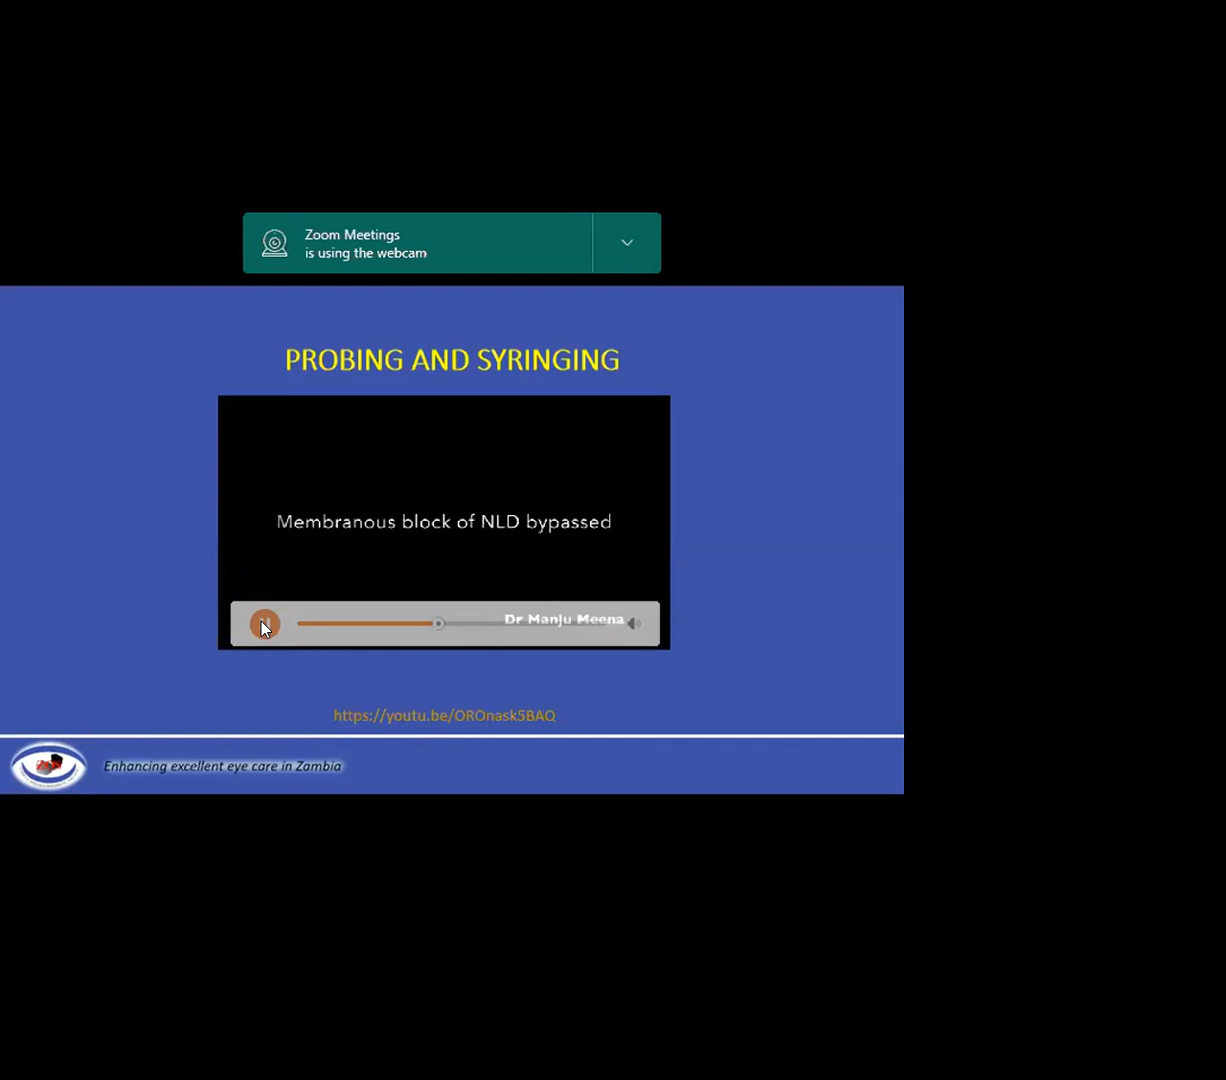 Zoom Meetings
is using the webcam
PROBING AND SYRINGING
Membranous block of NLD bypassed
Dr Manju Meena
https://youtu.be/OROnask5BAQ
Enhancing excellent eye care in Zambia